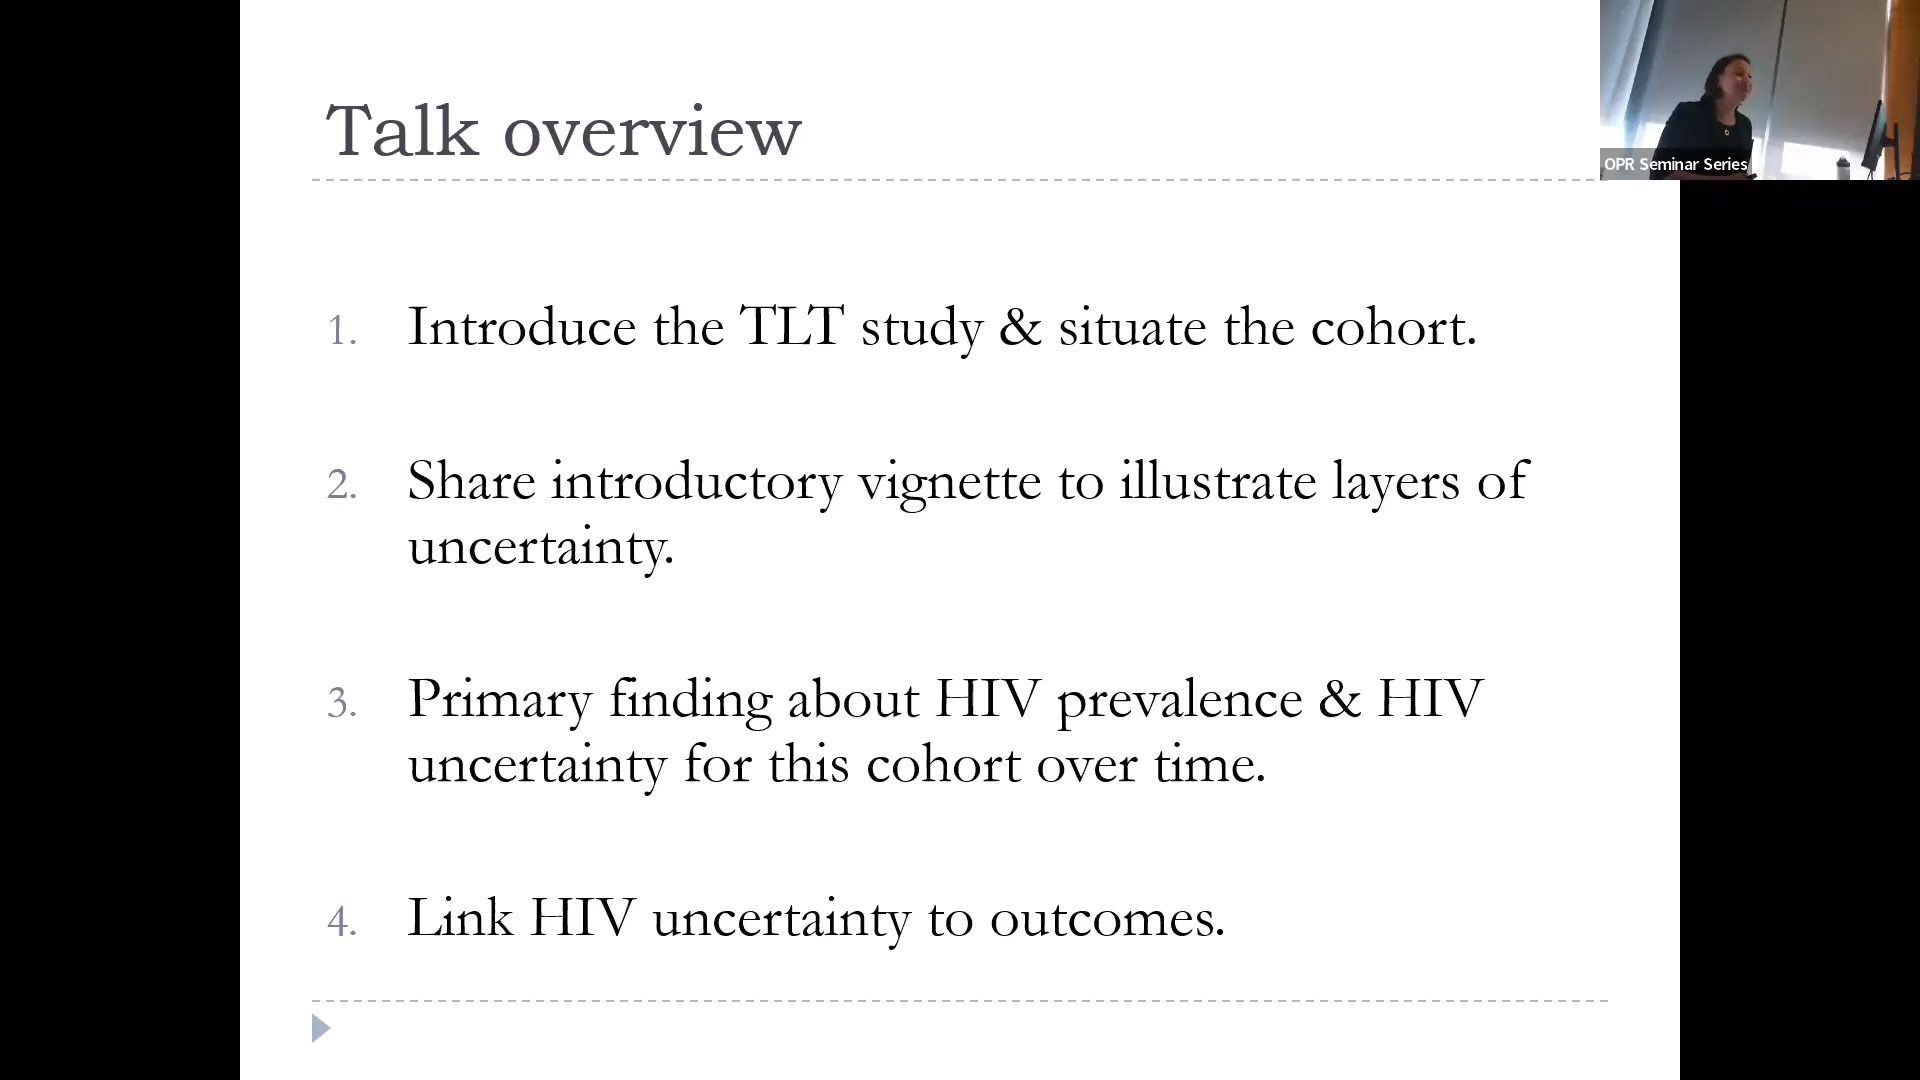 Talk overview
OPR Seminar Series
1. Introduce the TLT study & situate the cohort.
2. Share introductory vignette to illustrate layers of
uncertainty.
3. Primary finding about HIV prevalence & HIV
uncertainty for this cohort over time.
4. Link HIV uncertainty to outcomes.